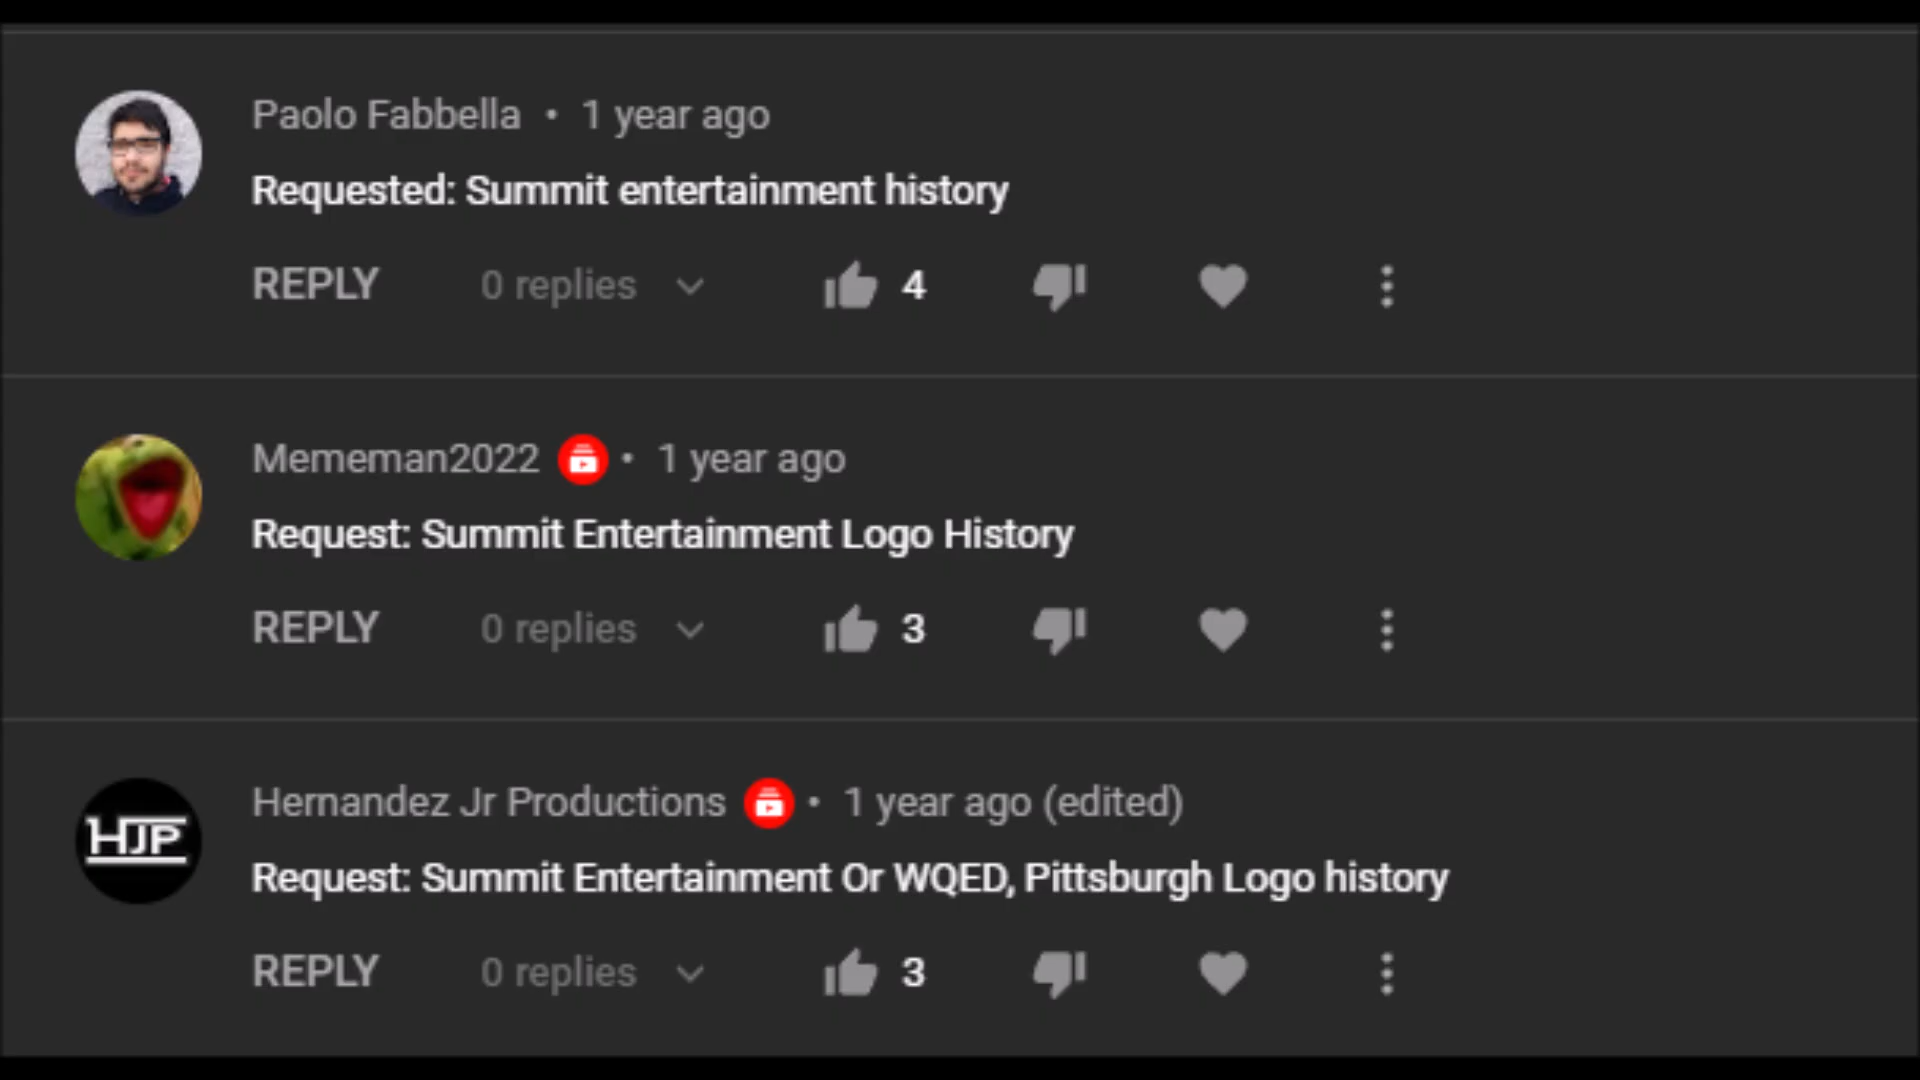 Paolo Fabbella • 1 year ago
Requested: Summit entertainment history
REPLY 0 replies 4
Mememan2022 • 1 year ago
Request: Summit Entertainment Logo History
REPLY 0 replies 3
HJP
Hernandez Jr Productions • 1 year ago (edited)
Request: Summit Entertainment Or WQED, Pittsburgh Logo history
REPLY 0 replies 3